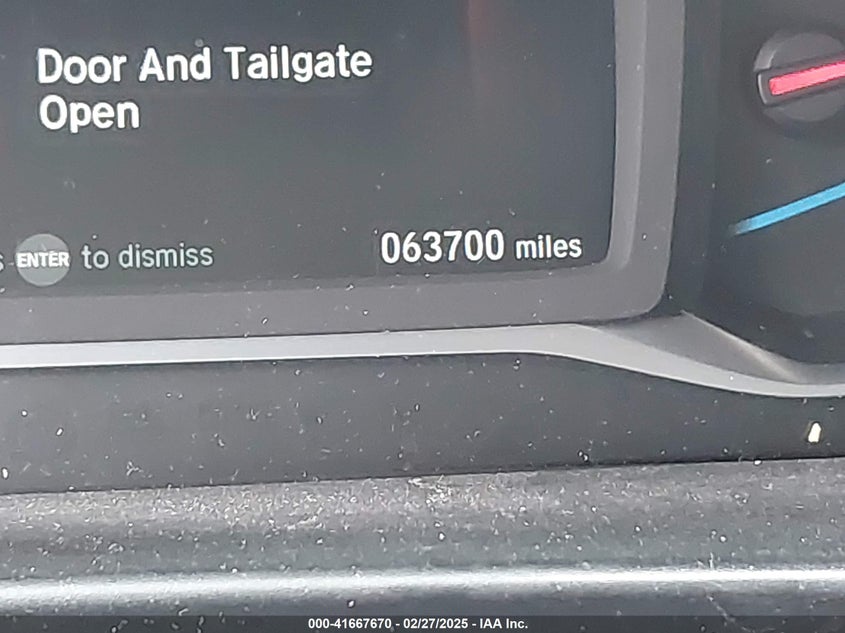 Door And Tailgate
Open
ENTER to dismiss
063700 miles
000-41667670 - 02/27/2025 - IAA Inc.